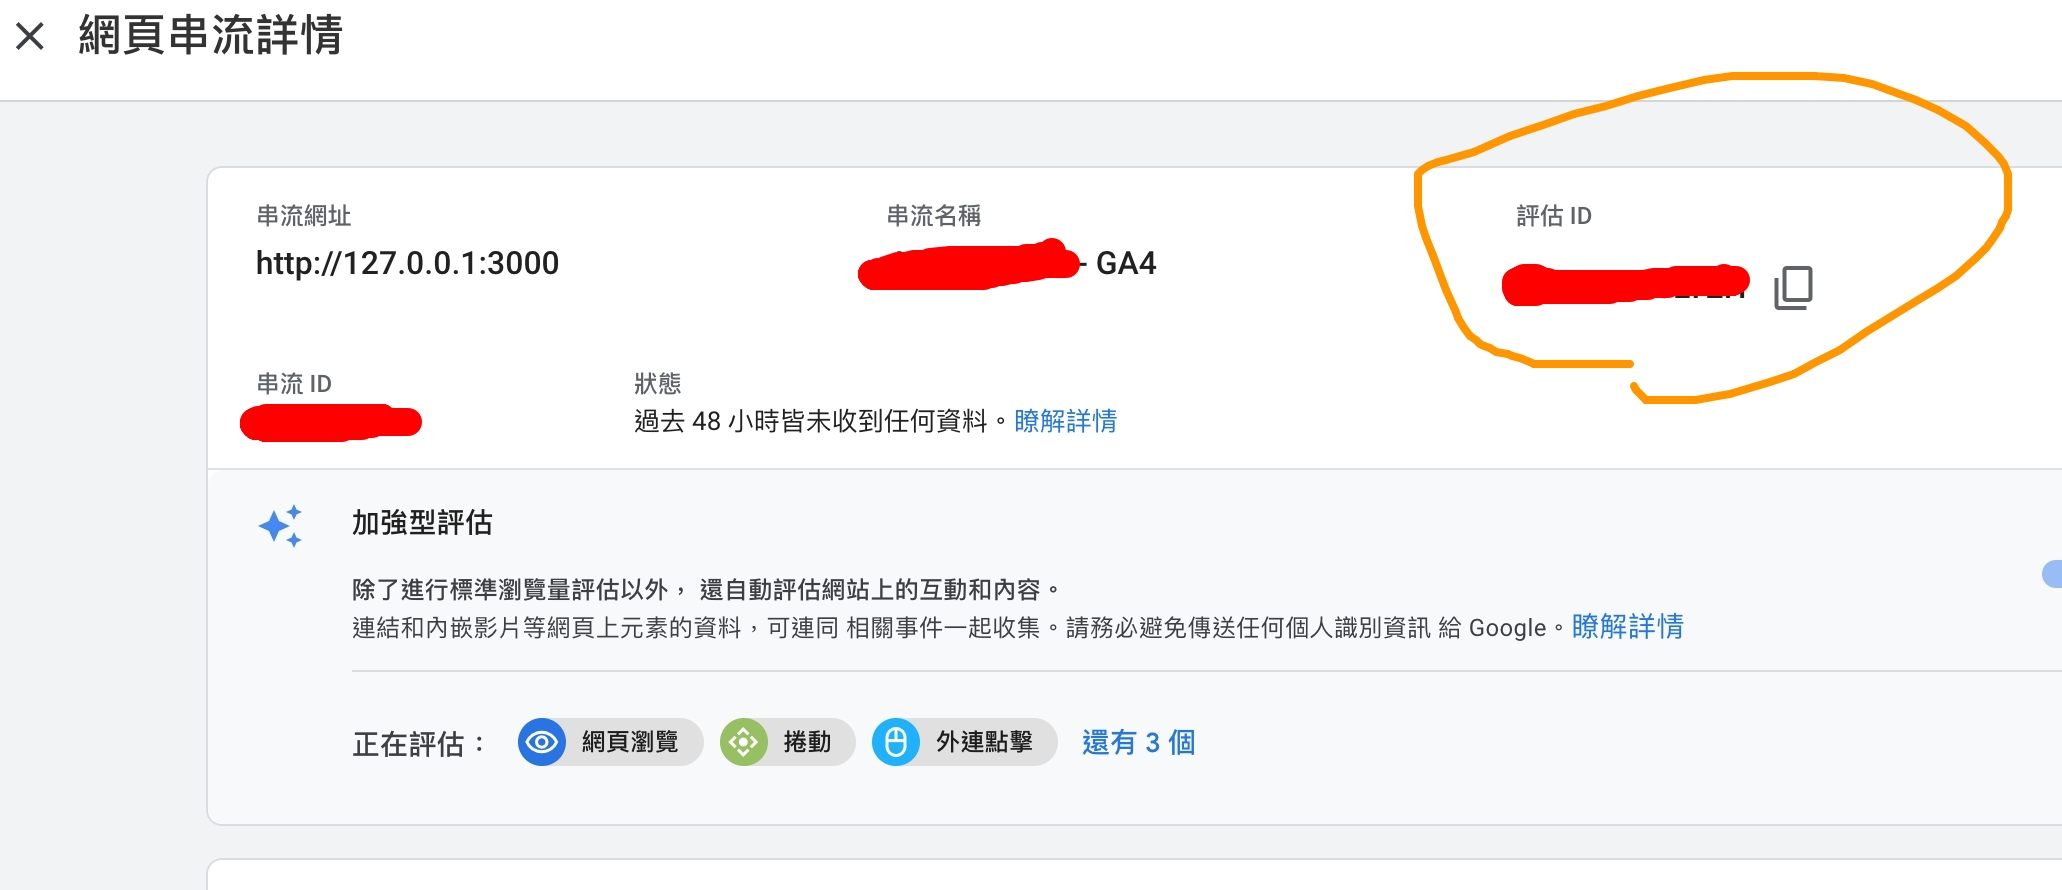 網頁串流詳情
串流網址
串流名稱
評估 ID
http://127.0.0.1:3000
- GA4
串流 ID
狀態
過去 48 小時皆未收到任何資料。瞭解詳情
加強型評估
除了進行標準瀏覽量評估以外， 還自動評估網站上的互動和內容。
連結和內嵌影片等網頁上元素的資料，可連同 相關事件一起收集。請務必避免傳送任何個人識別資訊 給 Google。瞭解詳情
正在評估： 網頁瀏覽 捲動 外連點擊 還有 3 個